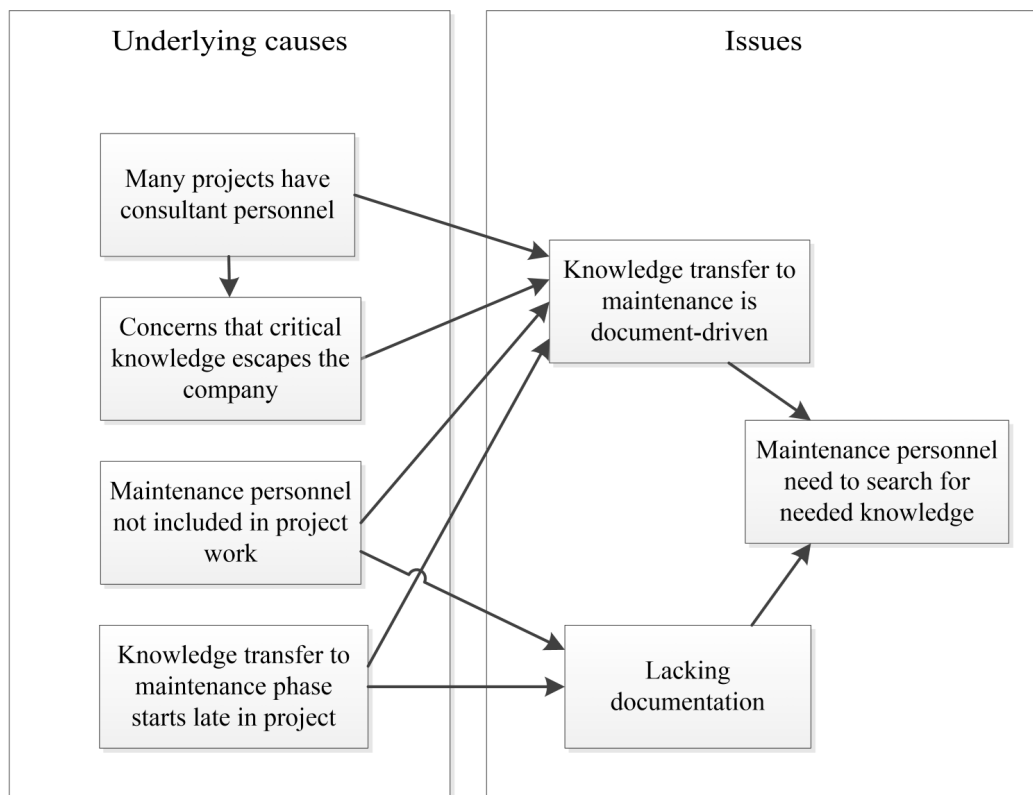 Underlying causes
Many projects have
consultant personnel
Concerns that critical
knowledge escapes the
company
Maintenance personnel
not included in project
work
Knowledge transfer to
maintenance phase
starts late in project
Issues
Knowledge transfer to
maintenance is
document-driven
Maintenance personnel
need to search for
needed knowledge
Lacking
documentation